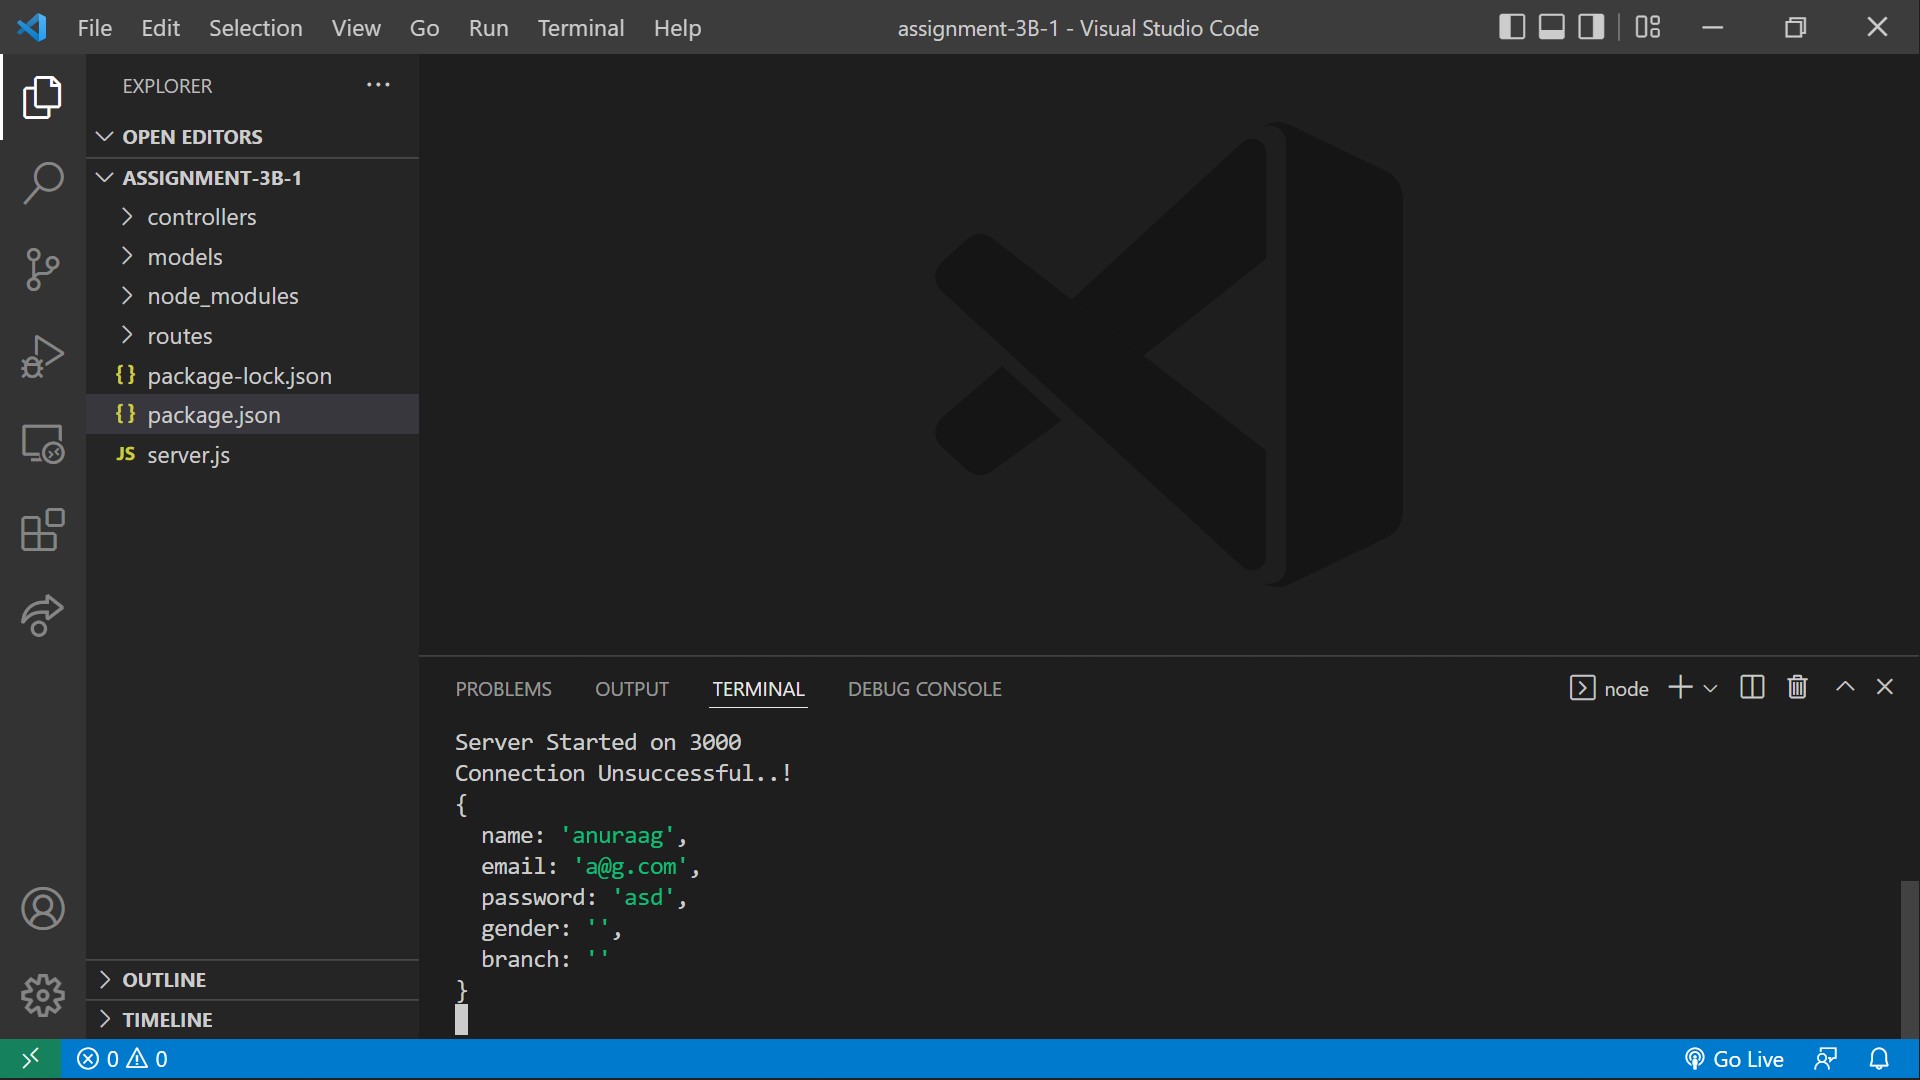 File Edit Selection View Go Run Terminal Help
assignment-3B-1 - Visual Studio Code
EXPLORER
OPEN EDITORS
ASSIGNMENT-3B-1
controllers
models
node_modules
routes
{} package-lock.json
{} package.json
JS server.js
OUTLINE
TIMELINE
PROBLEMS OUTPUT TERMINAL DEBUG CONSOLE
node
Server Started on 3000
Connection Unsuccessful..!
{
  name: 'anuraag',
  email: 'a@g.com',
  password: 'asd',
  gender: '',
  branch: ''
}
0 0
Go Live